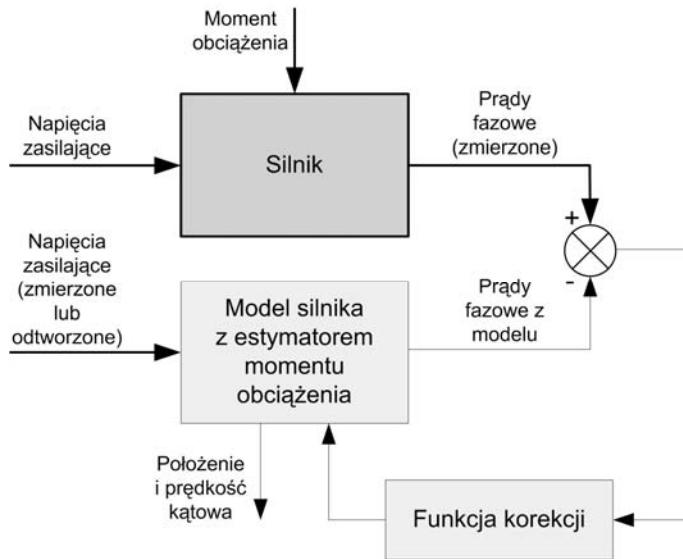 Moment
obciążenia
Napięcia
zasilające
Silnik
Prądy
fazowe
(zmierzone)
+
-
Napięcia
zasilające
(zmierzone
lub
odtworzone)
Model silnika
z estymatorem
momentu
obciążenia
Prądy
fazowe z
modelu
Położenie
i prędkość
kątowa
Funkcja korekcji